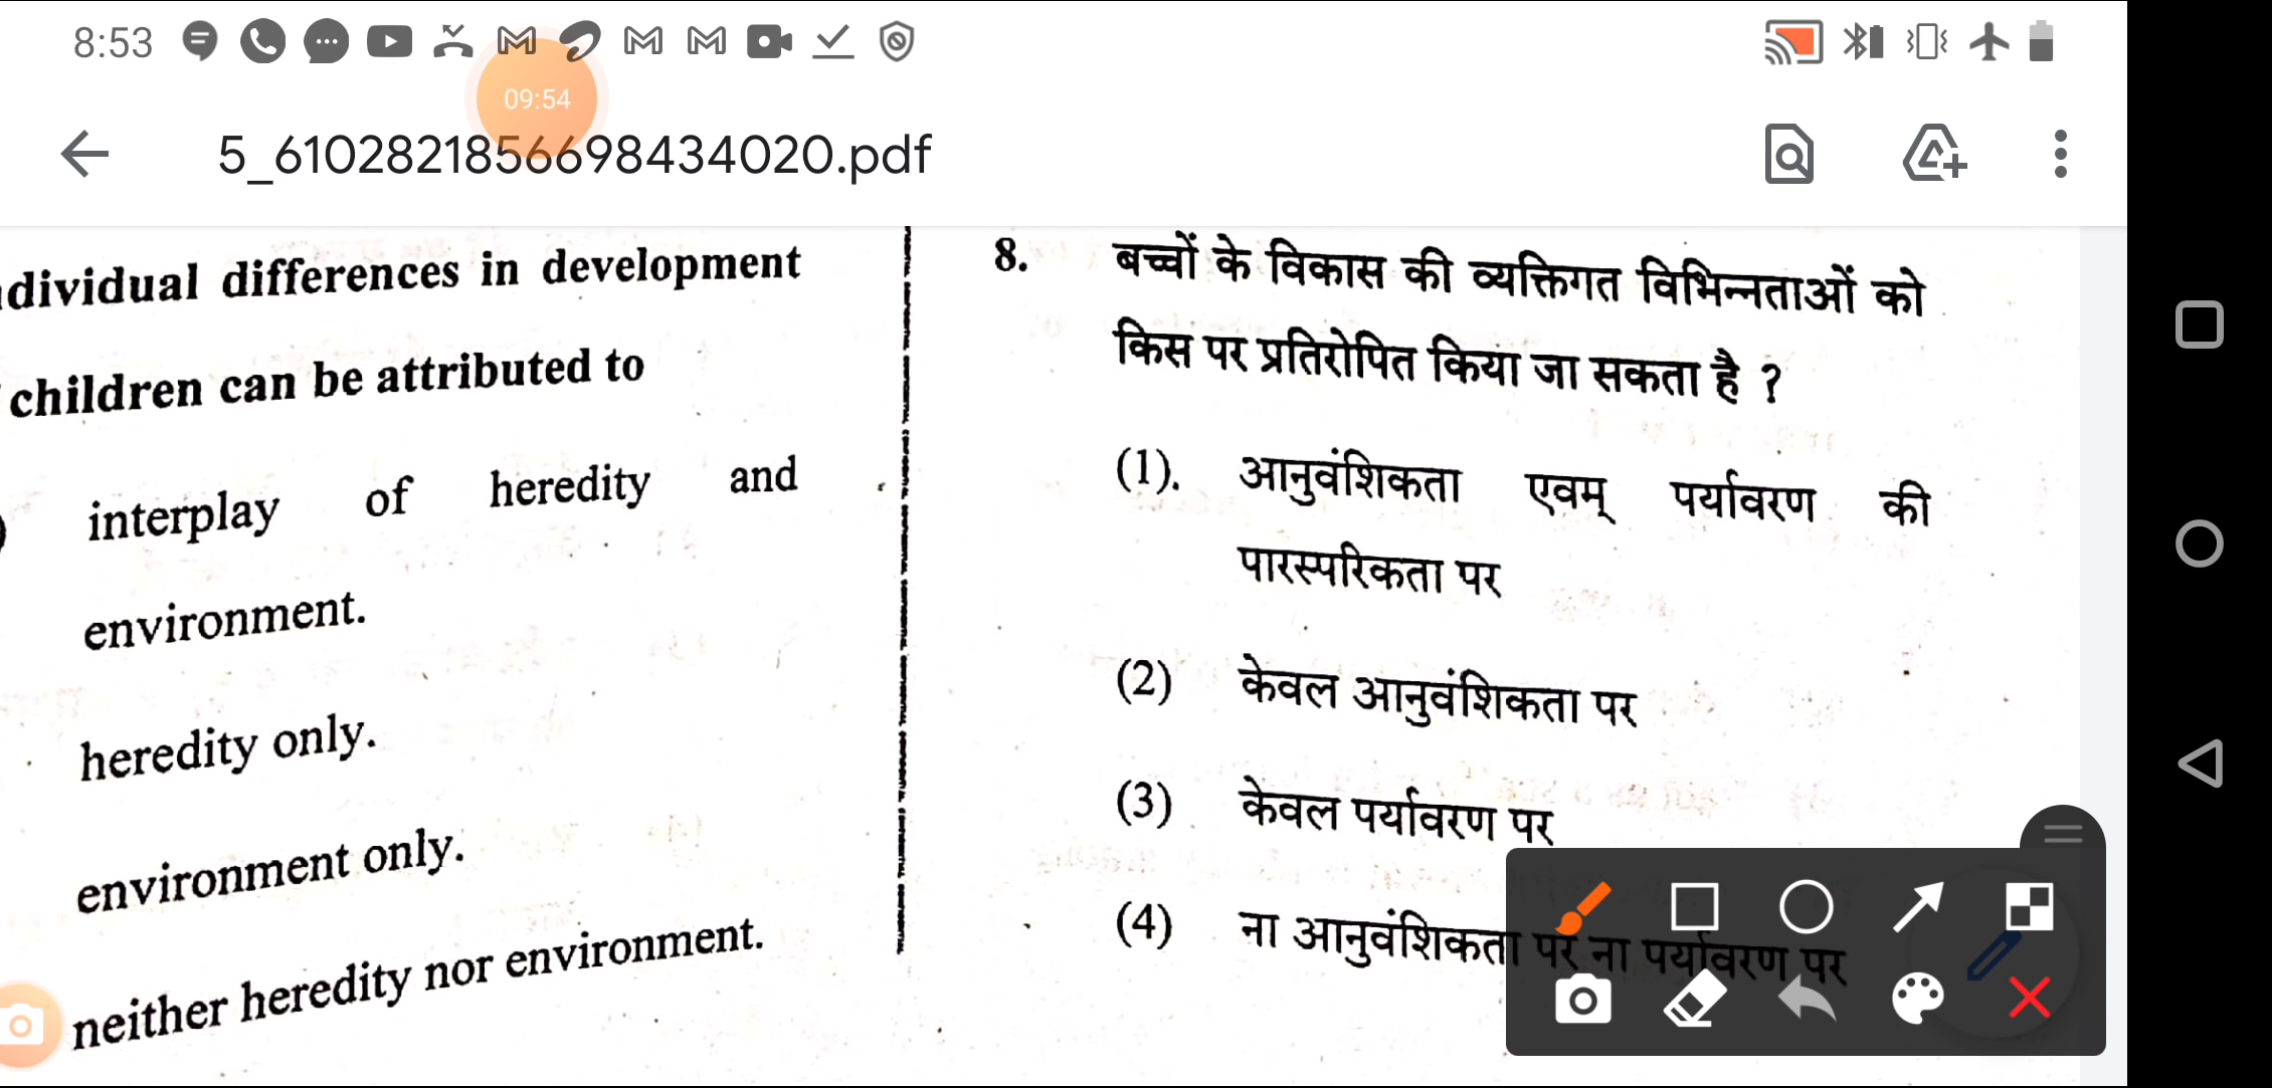 8:53
09:54
5_6102821856698434020.pdf
dividual differences in development
children can be attributed to
interplay of heredity and
environment.
heredity only.
environment only.
neither heredity nor environment.
8. बच्चों के विकास की व्यक्तिगत विभिन्नताओं को
किस पर प्रतिरोपित किया जा सकता है ?
(1). आनुवंशिकता एवम् पर्यावरण की
पारस्परिकता पर
(2) केवल आनुवंशिकता पर
(3) केवल पर्यावरण पर
(4) ना आनुवंशिकता पर ना पर्यावरण पर